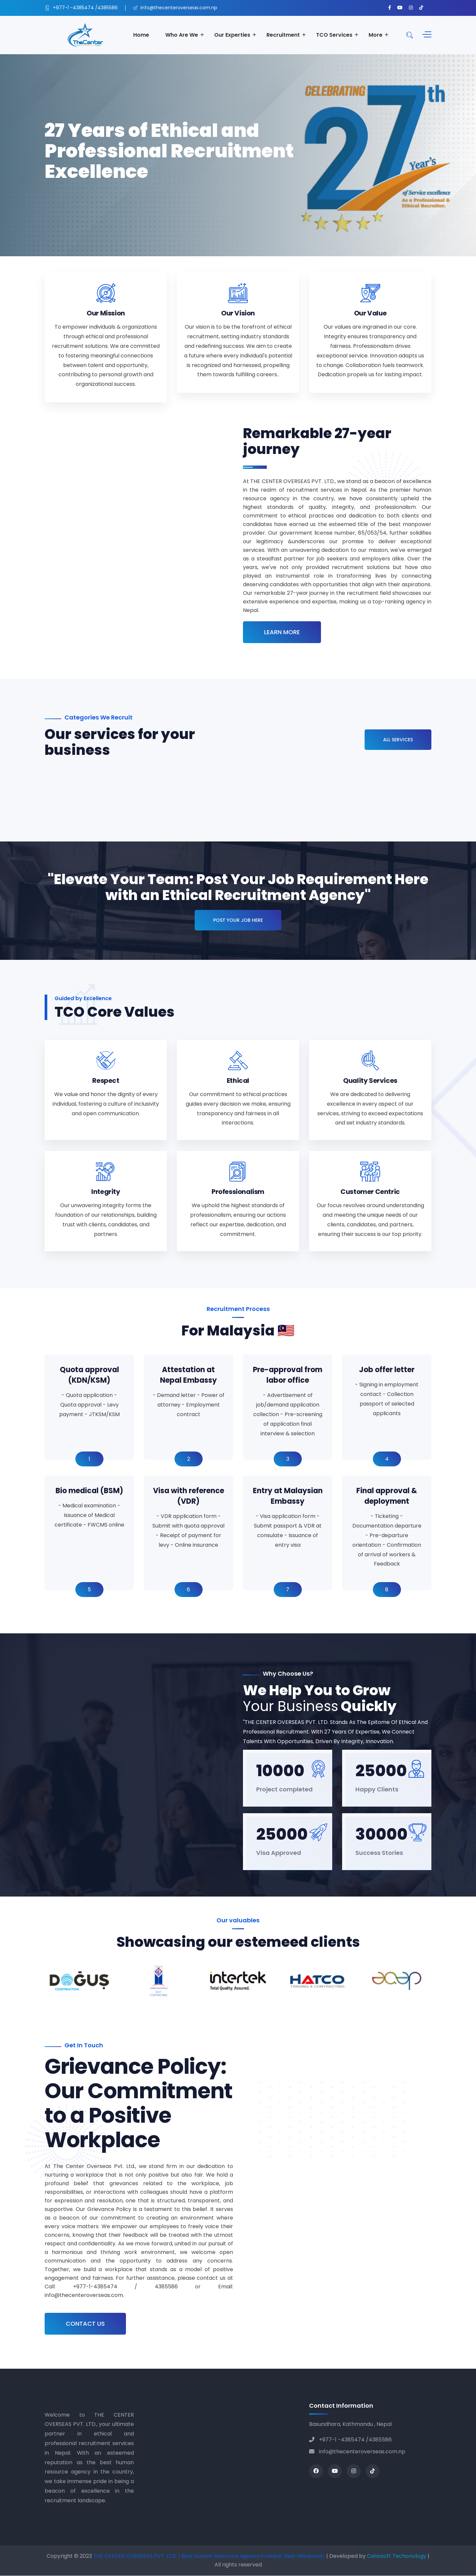 +977-1 -4385474 /4385586
info@thecenteroverseas.com.np
TheCenter
Home
Who Are We +
Our Experties +
Recruitment +
TCO Services +
More +
27 Years of Ethical and
Professional Recruitment
Excellence
CELEBRATING
27th
Year's
Of Service excellence
As a Professional &
Ethical Recruiter.
Our Mission
To empower individuals & organizations
through ethical and professional
recruitment solutions. We are committed
to fostering meaningful connections
between talent and opportunity,
contributing to personal growth and
organizational success.
Our Vision
Our vision is to be the forefront of ethical
recruitment, setting industry standards
and redefining success. We aim to create
a future where every individual's potential
is recognized and harnessed, propelling
them towards fulfilling careers..
Our Value
Our values are ingrained in our core.
Integrity ensures transparency and
fairness. Professionalism drives
exceptional service. Innovation adapts us
to change. Collaboration fuels teamwork.
Dedication propels us for lasting impact.
Remarkable 27-year
journey
At THE CENTER OVERSEAS PVT. LTD., we stand as a beacon of excellence
in the realm of recruitment services in Nepal. As the premier human
resource agency in the country, we have consistently upheld the
highest standards of quality, integrity, and professionalism. Our
commitment to ethical practices and dedication to both clients and
candidates have earned us the esteemed title of the best manpower
provider. Our government license number, 85/053/54, further solidifies
our legitimacy &underscores our promise to deliver exceptional
services. With an unwavering dedication to our mission, we've emerged
as a steadfast partner for job seekers and employers alike. Over the
years, we've not only provided recruitment solutions but have also
played an instrumental role in transforming lives by connecting
deserving candidates with opportunities that align with their aspirations.
Our remarkable 27-year journey in the recruitment field showcases our
extensive experience and expertise, making us a top-ranking agency in
Nepal.
LEARN MORE
Categories We Recruit
Our services for your
business
ALL SERVICES
"Elevate Your Team: Post Your Job Requirement Here
with an Ethical Recruitment Agency"
POST YOUR JOB HERE
Guided by Excellence
TCO Core Values
Respect
We value and honor the dignity of every
individual, fostering a culture of inclusivity
and open communication.
Ethical
Our commitment to ethical practices
guides every decision we make, ensuring
transparency and fairness in all
interactions.
Quality Services
We are dedicated to delivering
excellence in every aspect of our
services, striving to exceed expectations
and set industry standards.
Integrity
Our unwavering integrity forms the
foundation of our relationships, building
trust with clients, candidates, and
partners.
Professionalism
We uphold the highest standards of
professionalism, ensuring our actions
reflect our expertise, dedication, and
commitment.
Customer Centric
Our focus revolves around understanding
and meeting the unique needs of our
clients, candidates, and partners,
ensuring their success is our top priority.
Recruitment Process
For Malaysia
Quota approval
(KDN/KSM)
- Quota application -
Quota approval - Levy
payment - JTKSM/KSM
1
Attestation at
Nepal Embassy
- Demand letter - Power of
attorney - Employment
contract
2
Pre-approval from
labor office
- Advertisement of
job/demand application
collection - Pre-screening
of application final
interview & selection
3
Job offer letter
- Signing in employment
contact - Collection
passport of selected
applicants
4
Bio medical (BSM)
- Medical examination -
Issuance of Medical
certificate - FWCMS online
5
Visa with reference
(VDR)
- VDR application form -
Submit with quota approval
- Receipt of payment for
levy - Online insurance
6
Entry at Malaysian
Embassy
- Visa application form -
Submit passport & VDR at
consulate - Issuance of
entry visa
7
Final approval &
deployment
- Ticketing -
Documentation departure
- Pre-departure
orientation - Confirmation
of arrival of workers &
Feedback
8
Why Choose Us?
We Help You to Grow
Your Business Quickly
"THE CENTER OVERSEAS PVT. LTD. Stands As The Epitome Of Ethical And
Professional Recruitment. With 27 Years Of Expertise, We Connect
Talents With Opportunities, Driven By Integrity, Innovation.
10000
Project completed
25000
Happy Clients
25000
Visa Approved
30000
Success Stories
Our valuables
Showcasing our estemeed clients
DOĞUŞ
CONSTRUCTION
intertek
Total Quality. Assured.
HATCO
TRADING & CONSTRUCTING
Get In Touch
Grievance Policy:
Our Commitment
to a Positive
Workplace
At The Center Overseas Pvt. Ltd., we stand firm in our dedication to
nurturing a workplace that is not only positive but also fair. We hold a
profound belief that grievances related to the workplace, job
responsibilities, or interactions with colleagues should have a platform
for expression and resolution, one that is structured, transparent, and
supportive. Our Grievance Policy is a testament to this belief. It serves
as a beacon of our commitment to creating an environment where
every voice matters. We empower our employees to freely voice their
concerns, knowing that their feedback will be treated with the utmost
respect and confidentiality. As we move forward, united in our pursuit of
a harmonious and thriving work environment, we welcome open
communication and the opportunity to address any concerns.
Together, we build a workplace that stands as a model of positive
engagement and fairness. For further assistance, please contact us at
Call: +977-1-4385474 / 4385586 or Email:
info@thecenteroverseas.com.
CONTACT US
Welcome to THE CENTER
OVERSEAS PVT. LTD., your ultimate
partner in ethical and
professional recruitment services
in Nepal. With an esteemed
reputation as the best human
resource agency in the country,
we take immense pride in being a
beacon of excellence in the
recruitment landscape.
Contact Information
Basundhara, Kathmandu , Nepal
+977-1 -4385474 /4385586
info@thecenteroverseas.com.np
Copyright © 2023
| Developed by
All rights reserved